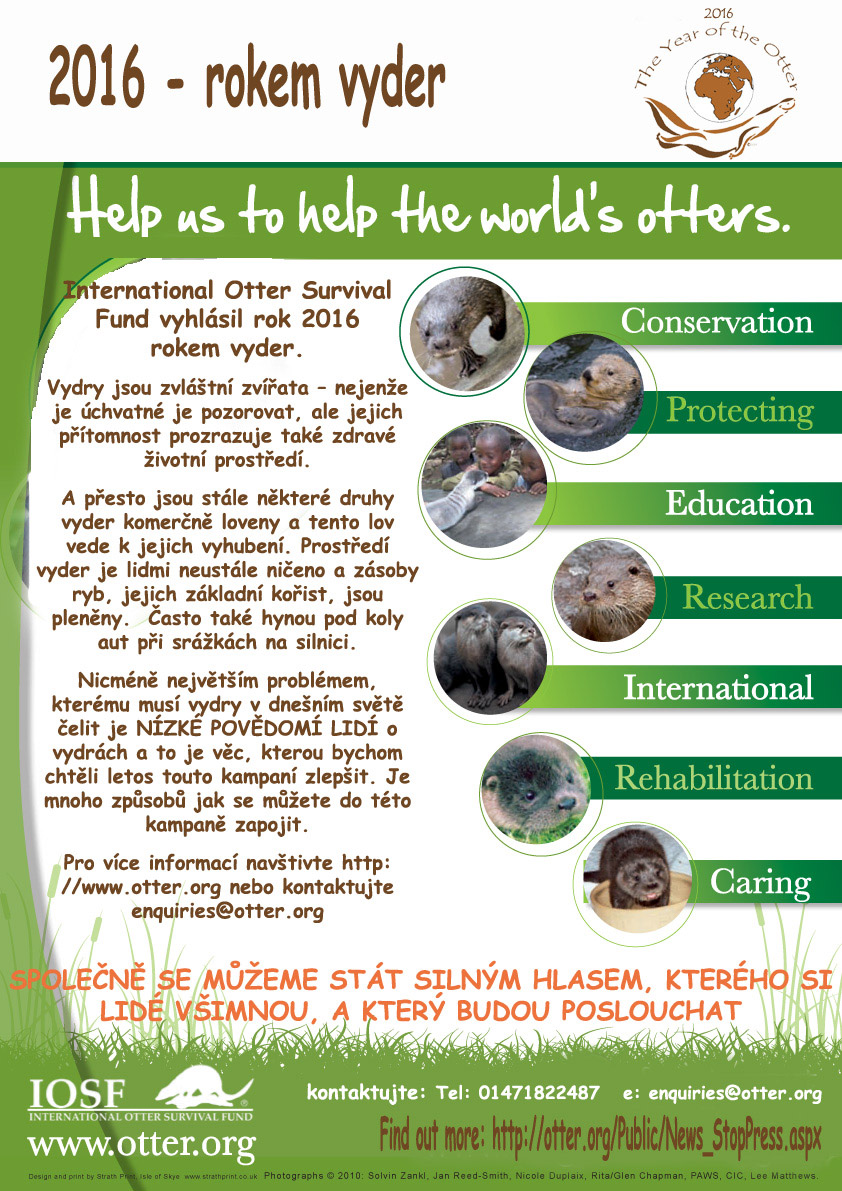 2016 - rokem vyder
2016
The Year of the Otter
Help us to help the world's otters.
International Otter Survival
Fund vyhlásil rok 2016
rokem vyder.
Vydry jsou zvláštní zvířata – nejenže
je úchvatné je pozorovat, ale jejich
přítomnost prozrazuje také zdravé
životní prostředí.
A přesto jsou stále některé druhy
vyder komerčně loveny a tento lov
vede k jejich vyhubení. Prostředí
vyder je lidmi neustále ničeno a zásoby
ryb, jejich základní kořist, jsou
pleněny. Často také hynou pod koly
aut při srážkách na silnici.
Nicméně největším problémem,
kterému musí vydry v dnešním světě
čelit je NÍZKÉ POVĚDOMÍ LIDÍ o
vydrách a to je věc, kterou bychom
chtěli letos touto kampaní zlepšit. Je
mnoho způsobů jak se můžete do této
kampaně zapojit.
Pro více informací navštivte http:
//www.otter.org nebo kontaktujte
enquiries@otter.org
Conservation
Protecting
Education
Research
International
Rehabilitation
Caring
SPOLEČNĚ SE MŮŽEME STÁT SILNÝM HLASEM, KTERÉHO SI
LIDÉ VŠIMNOU, A KTERÝ BUDOU POSLOUCHAT
IOSF ®
INTERNATIONAL OTTER SURVIVAL FUND
www.otter.org
kontaktujte: Tel: 01471822487 e: enquiries@otter.org
Find out more: http://otter.org/Public/News_StopPress.aspx
Design and print by Strath Print, Isle of Skye www.strathprint.co.uk Photographs © 2010: Solvin Zankl, Jan Reed-Smith, Nicole Duplaix, Rita/Glen Chapman, PAWS, CIC, Lee Matthews.